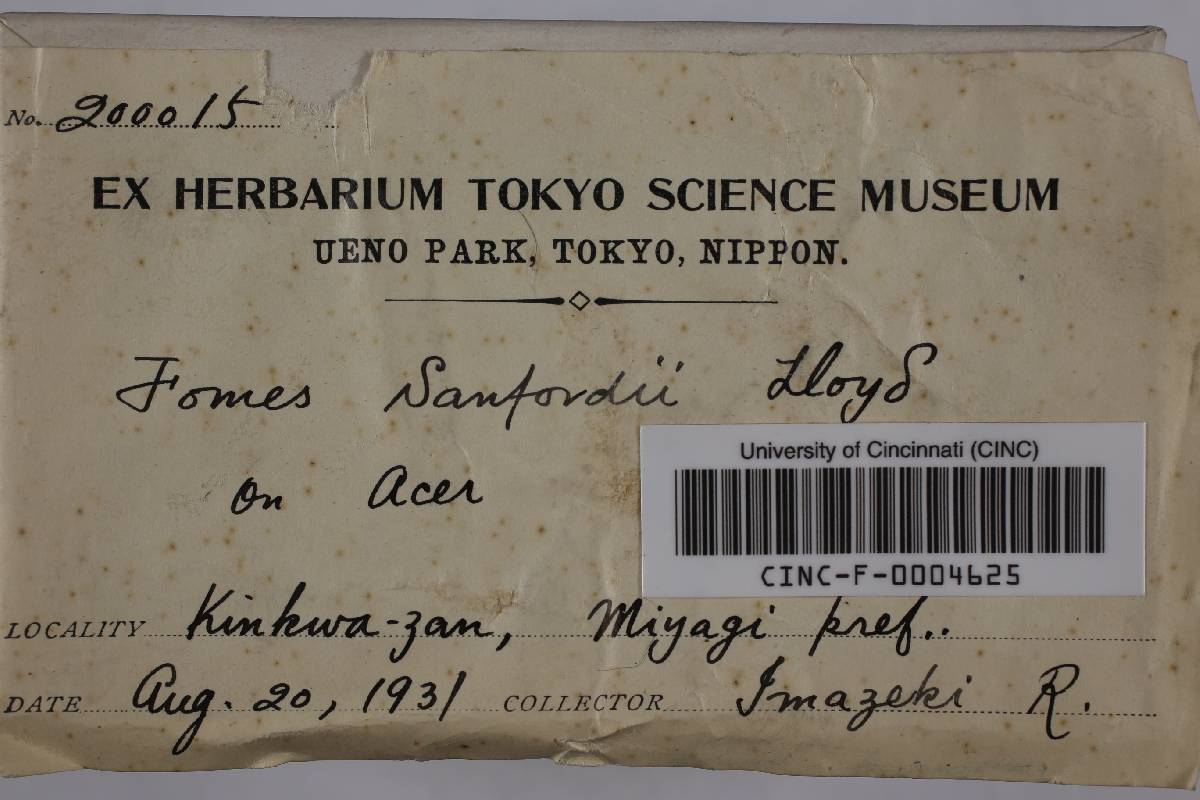 No. 200015
EX HERBARIUM TOKYO SCIENCE MUSEUM
UENO PARK, TOKYO, NIPPON.
Fomes Sanfordii Lloyd
on Acer
University of Cincinnati (CINC)
CINC-F-0004625
LOCALITY Kinkwa-zan, Miyagi pref..
DATE Aug. 20, 1931 COLLECTOR Imazeki R.